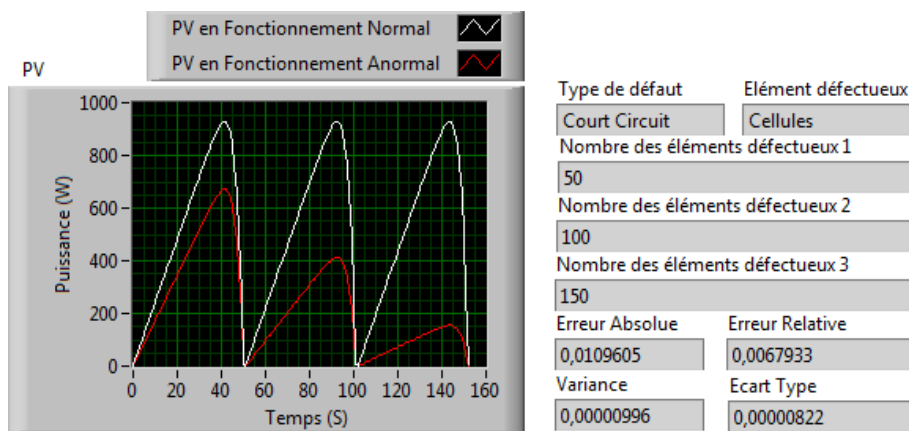 PV en Fonctionnement Normal
PV en Fonctionnement Anormal
PV
1000
800
600
400
200
0
Puissance (W)
0 20 40 60 80 100 120 140 160
Temps (S)
Type de défaut Elément défectueux
Court Circuit Cellules
Nombre des éléments défectueux 1
50
Nombre des éléments défectueux 2
100
Nombre des éléments défectueux 3
150
Erreur Absolue Erreur Relative
0,0109605 0,0067933
Variance Ecart Type
0,00000996 0,00000822